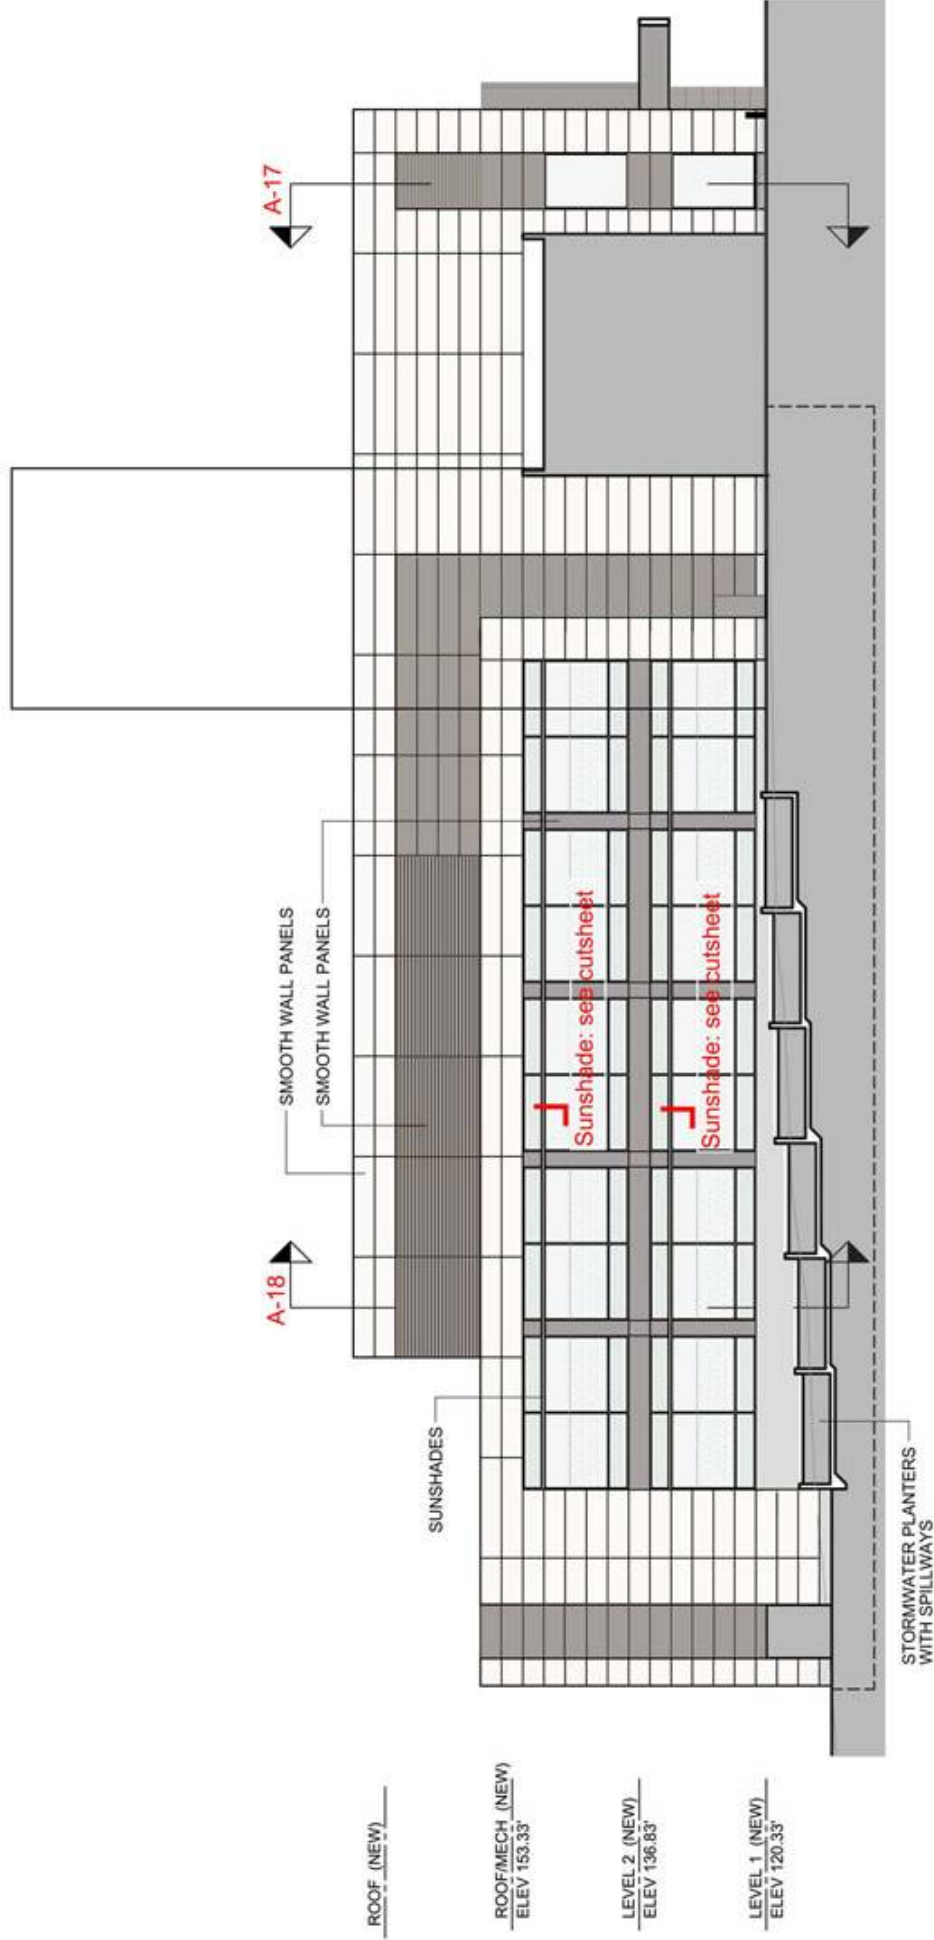 A-18
A-17
SMOOTH WALL PANELS
SMOOTH WALL PANELS
SUNSHADES
Sunshade: see cutsheet
Sunshade: see cutsheet
ROOF (NEW)
ROOF/MECH (NEW)
ELEV 153.33'
LEVEL 2 (NEW)
ELEV 136.83'
LEVEL 1 (NEW)
ELEV 120.33'
STORMWATER PLANTERS
WITH SPILLWAYS